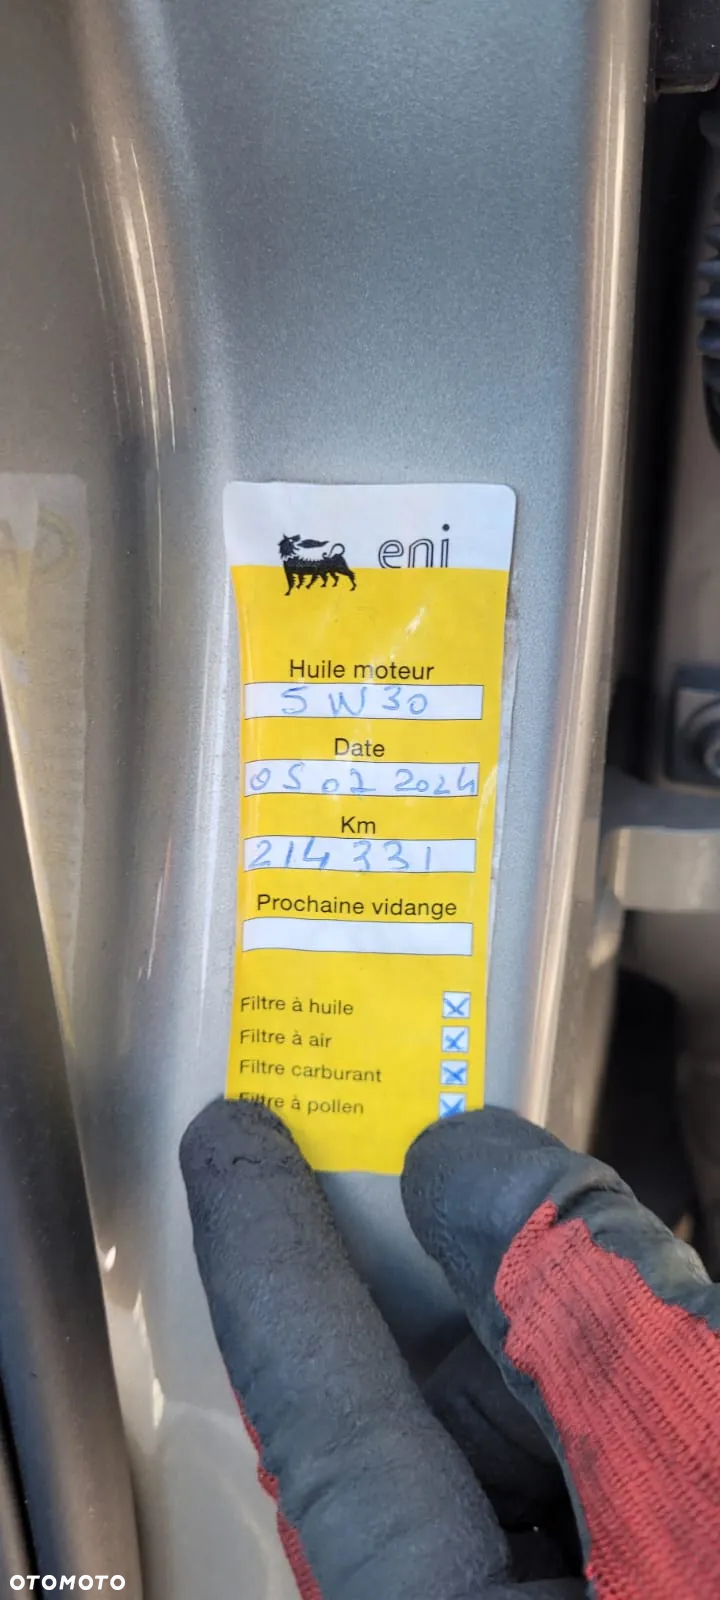 eni
Huile moteur
5W30
Date
05 07 2024
Km
214 331
Prochaine vidange
Filtre à huile
Filtre à air
Filtre carburant
Filtre à pollen
OTOMOTO